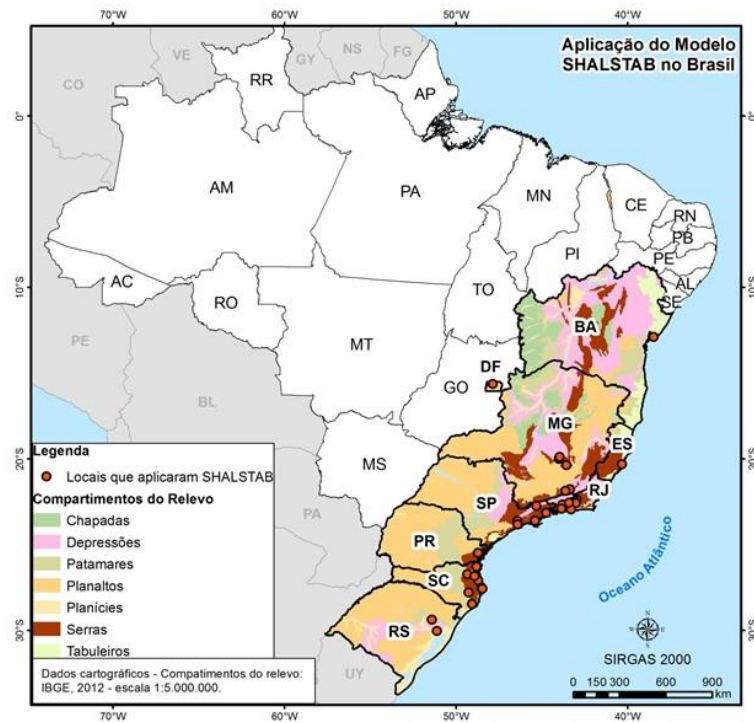 70°W 60°W 50°W 40°W
Aplicação do Modelo
SHALSTAB no Brasil
VE
GY
NS
FG
CO
RR
AP
0°
0°
AM
PA
MN
CE
RN
PB
PI
PE
AL
SE
AC
RO
TO
10°S
10°S
BA
PE
MT
DF
GO
BL
MG
ES
MS
20°S
20°S
SP
RJ
PA
PR
SC
RS
30°S
30°S
UY
Oceano Atlântico
Legenda
Locais que aplicaram SHALSTAB
Compartimentos do Relevo
Chapadas
Depressões
Patamares
Planaltos
Planícies
Serras
Tabuleiros
Dados cartográficos - Compatimentos do relevo:
IBGE, 2012 - escala 1:5.000.000.
N
SIRGAS 2000
0 150 300 600 900
km
70°W 60°W 50°W 40°W